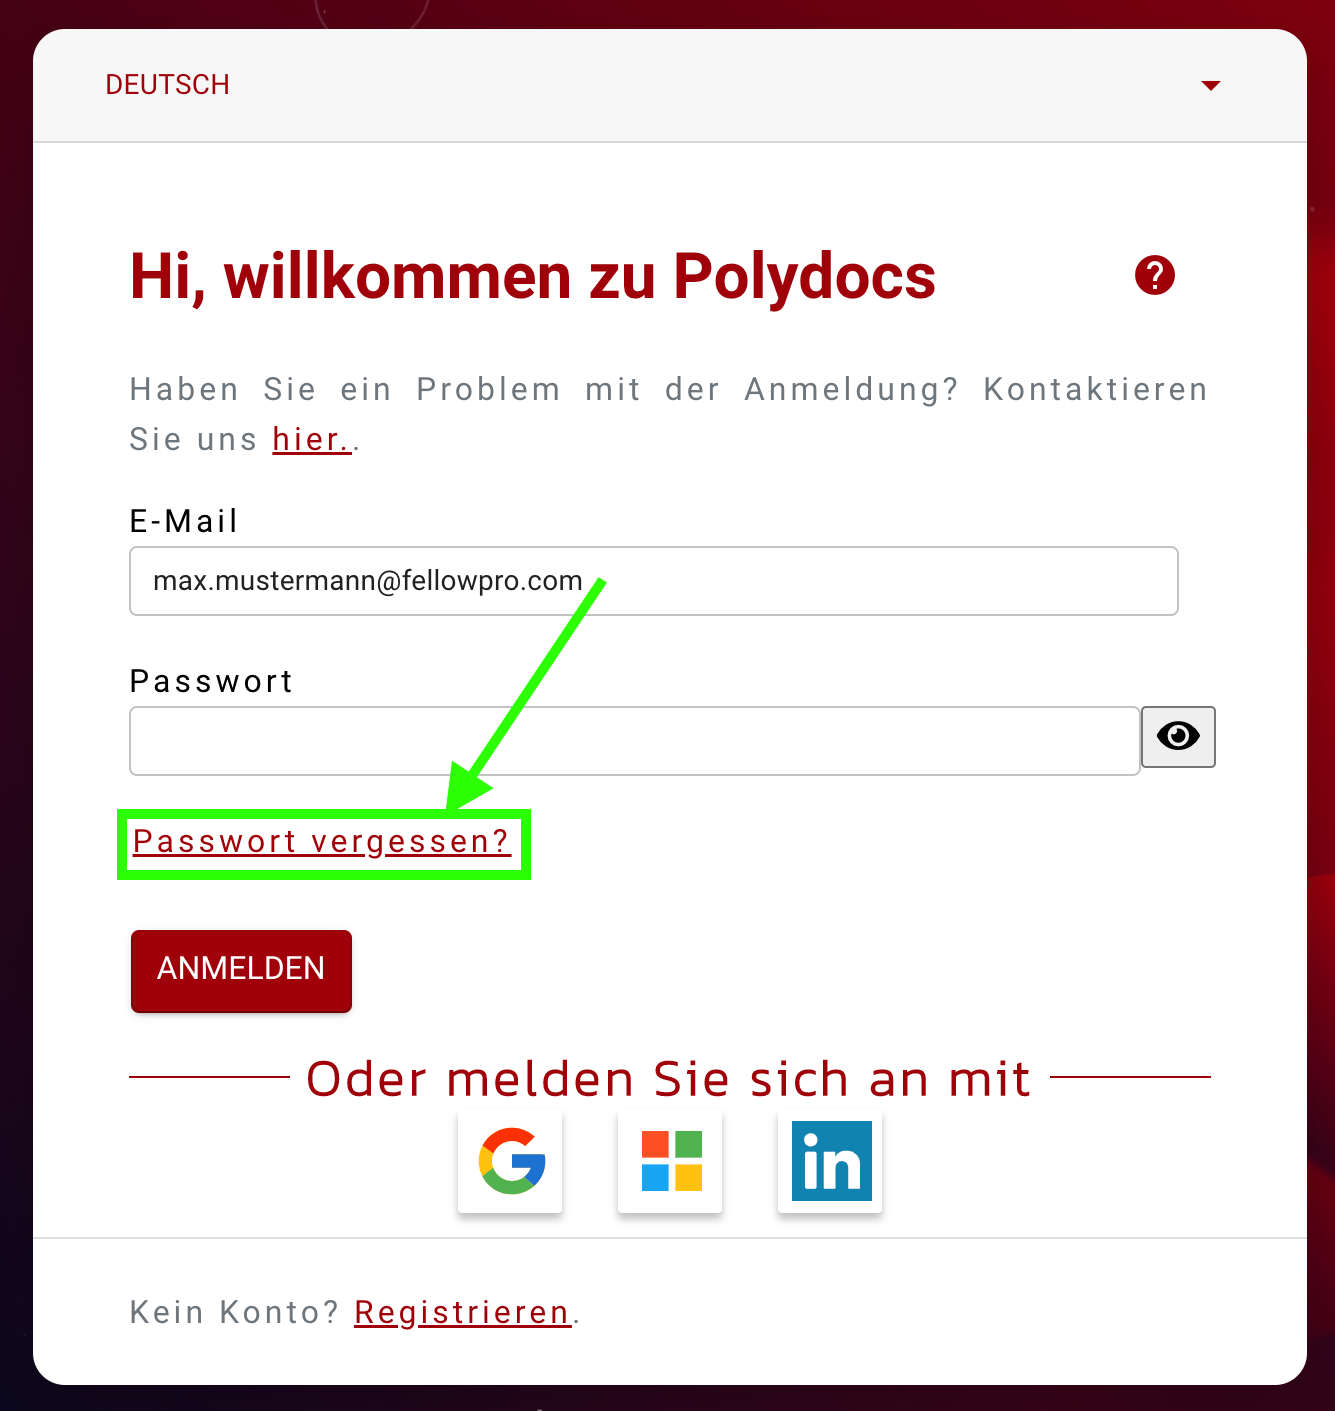 DEUTSCH
Hi, willkommen zu Polydocs
Haben Sie ein Problem mit der Anmeldung? Kontaktieren
Sie uns hier..
E-Mail
max.mustermann@fellowpro.com
Passwort
Passwort vergessen?
ANMELDEN
Oder melden Sie sich an mit
Kein Konto? Registrieren.